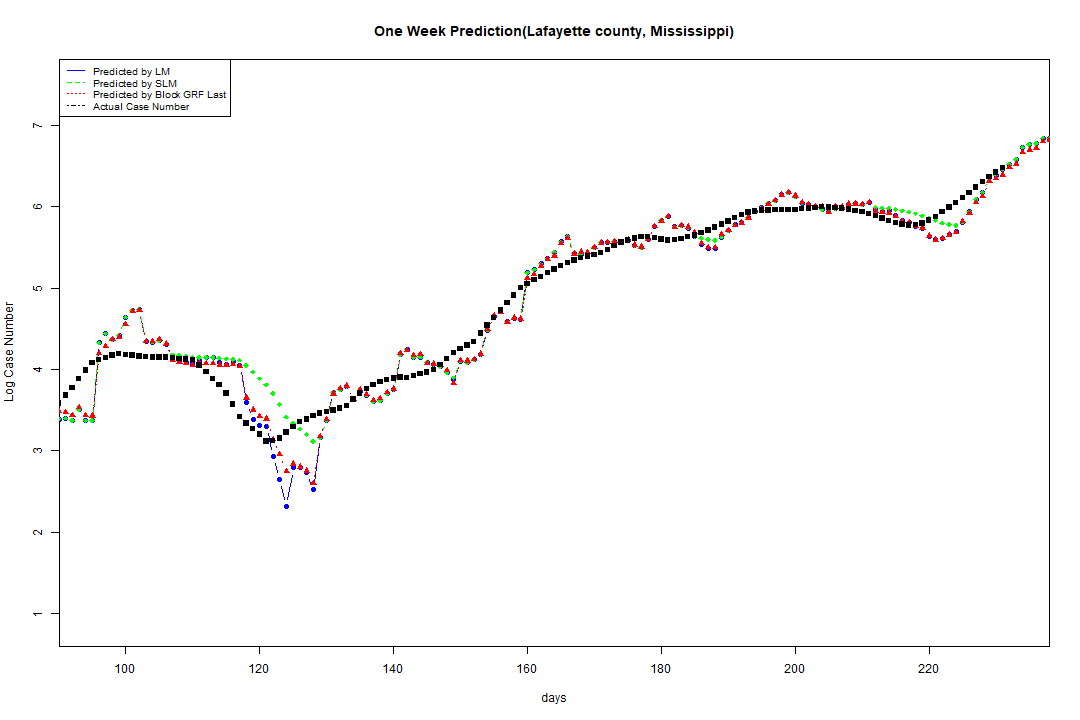 One Week Prediction(Lafayette county, Mississippi)
Predicted by LM
Predicted by SLM
Predicted by Block GRF Last
Actual Case Number
7
6
5
4
3
2
1
Log Case Number
100 120 140 160 180 200 220
days